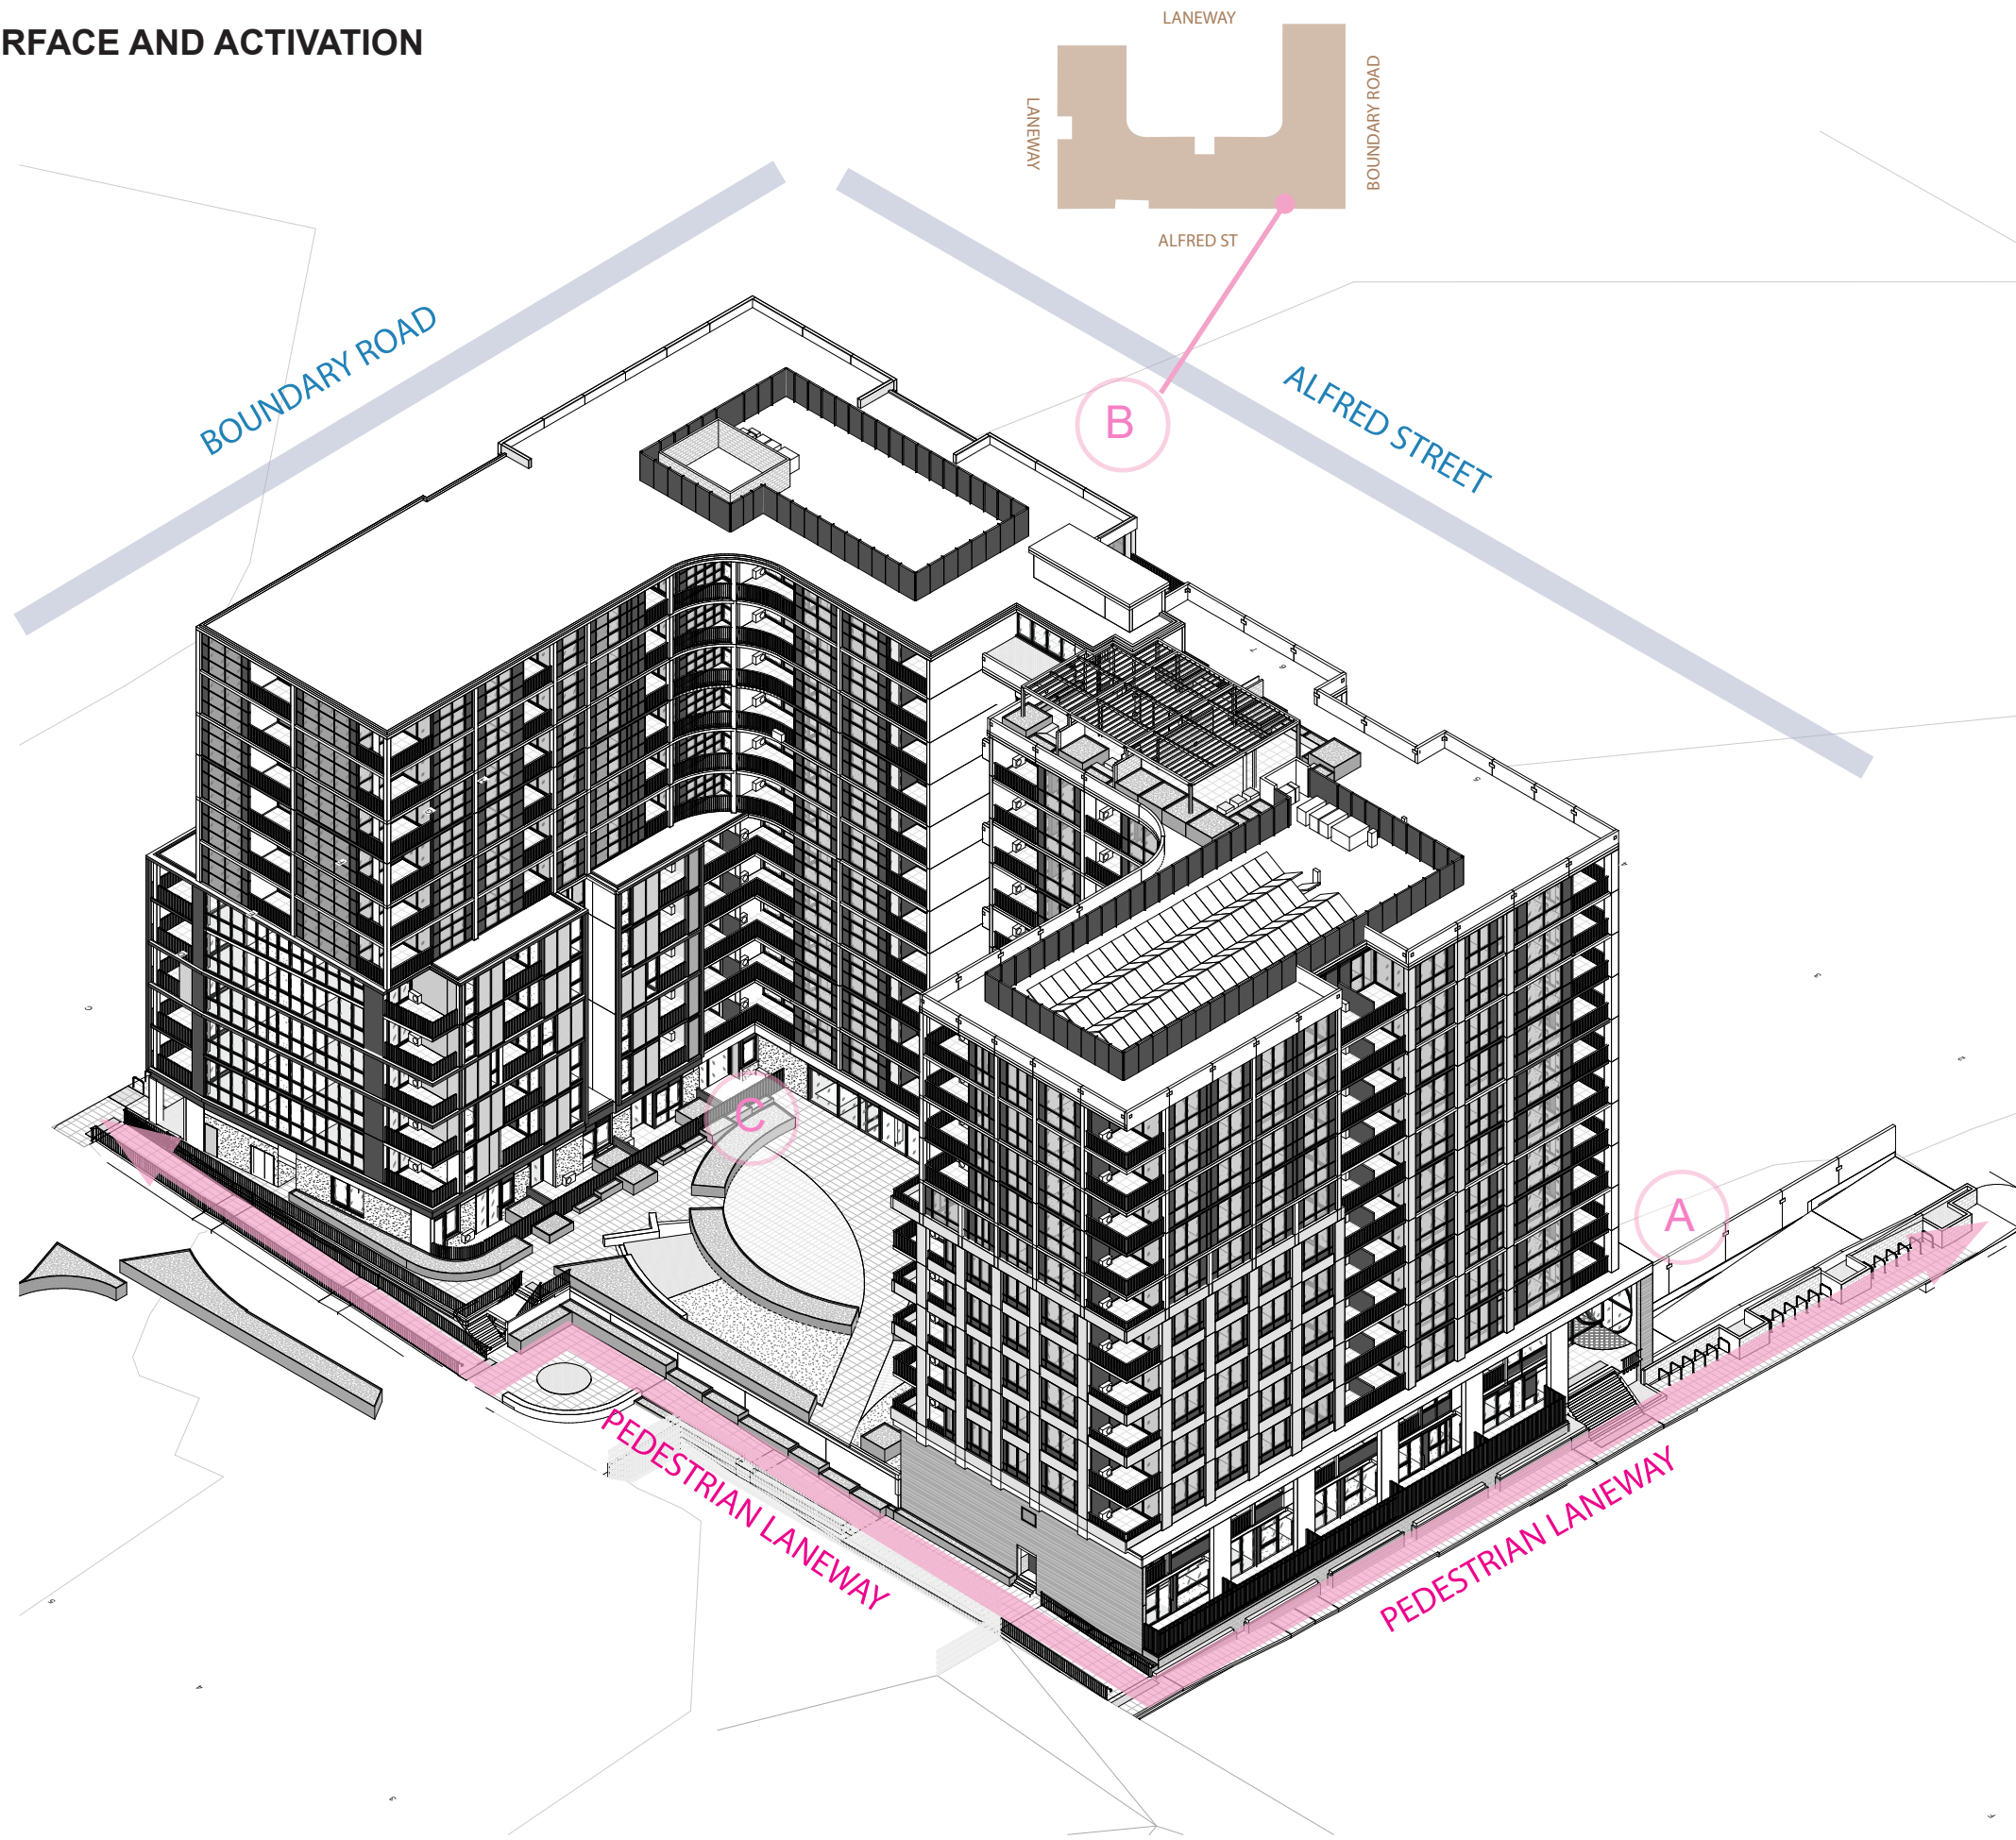 RFACE AND ACTIVATION
LANEWAY
LANEWAY
BOUNDARY ROAD
ALFRED ST
BOUNDARY ROAD
ALFRED STREET
B
C
A
PEDESTRIAN LANEWAY
PEDESTRIAN LANEWAY